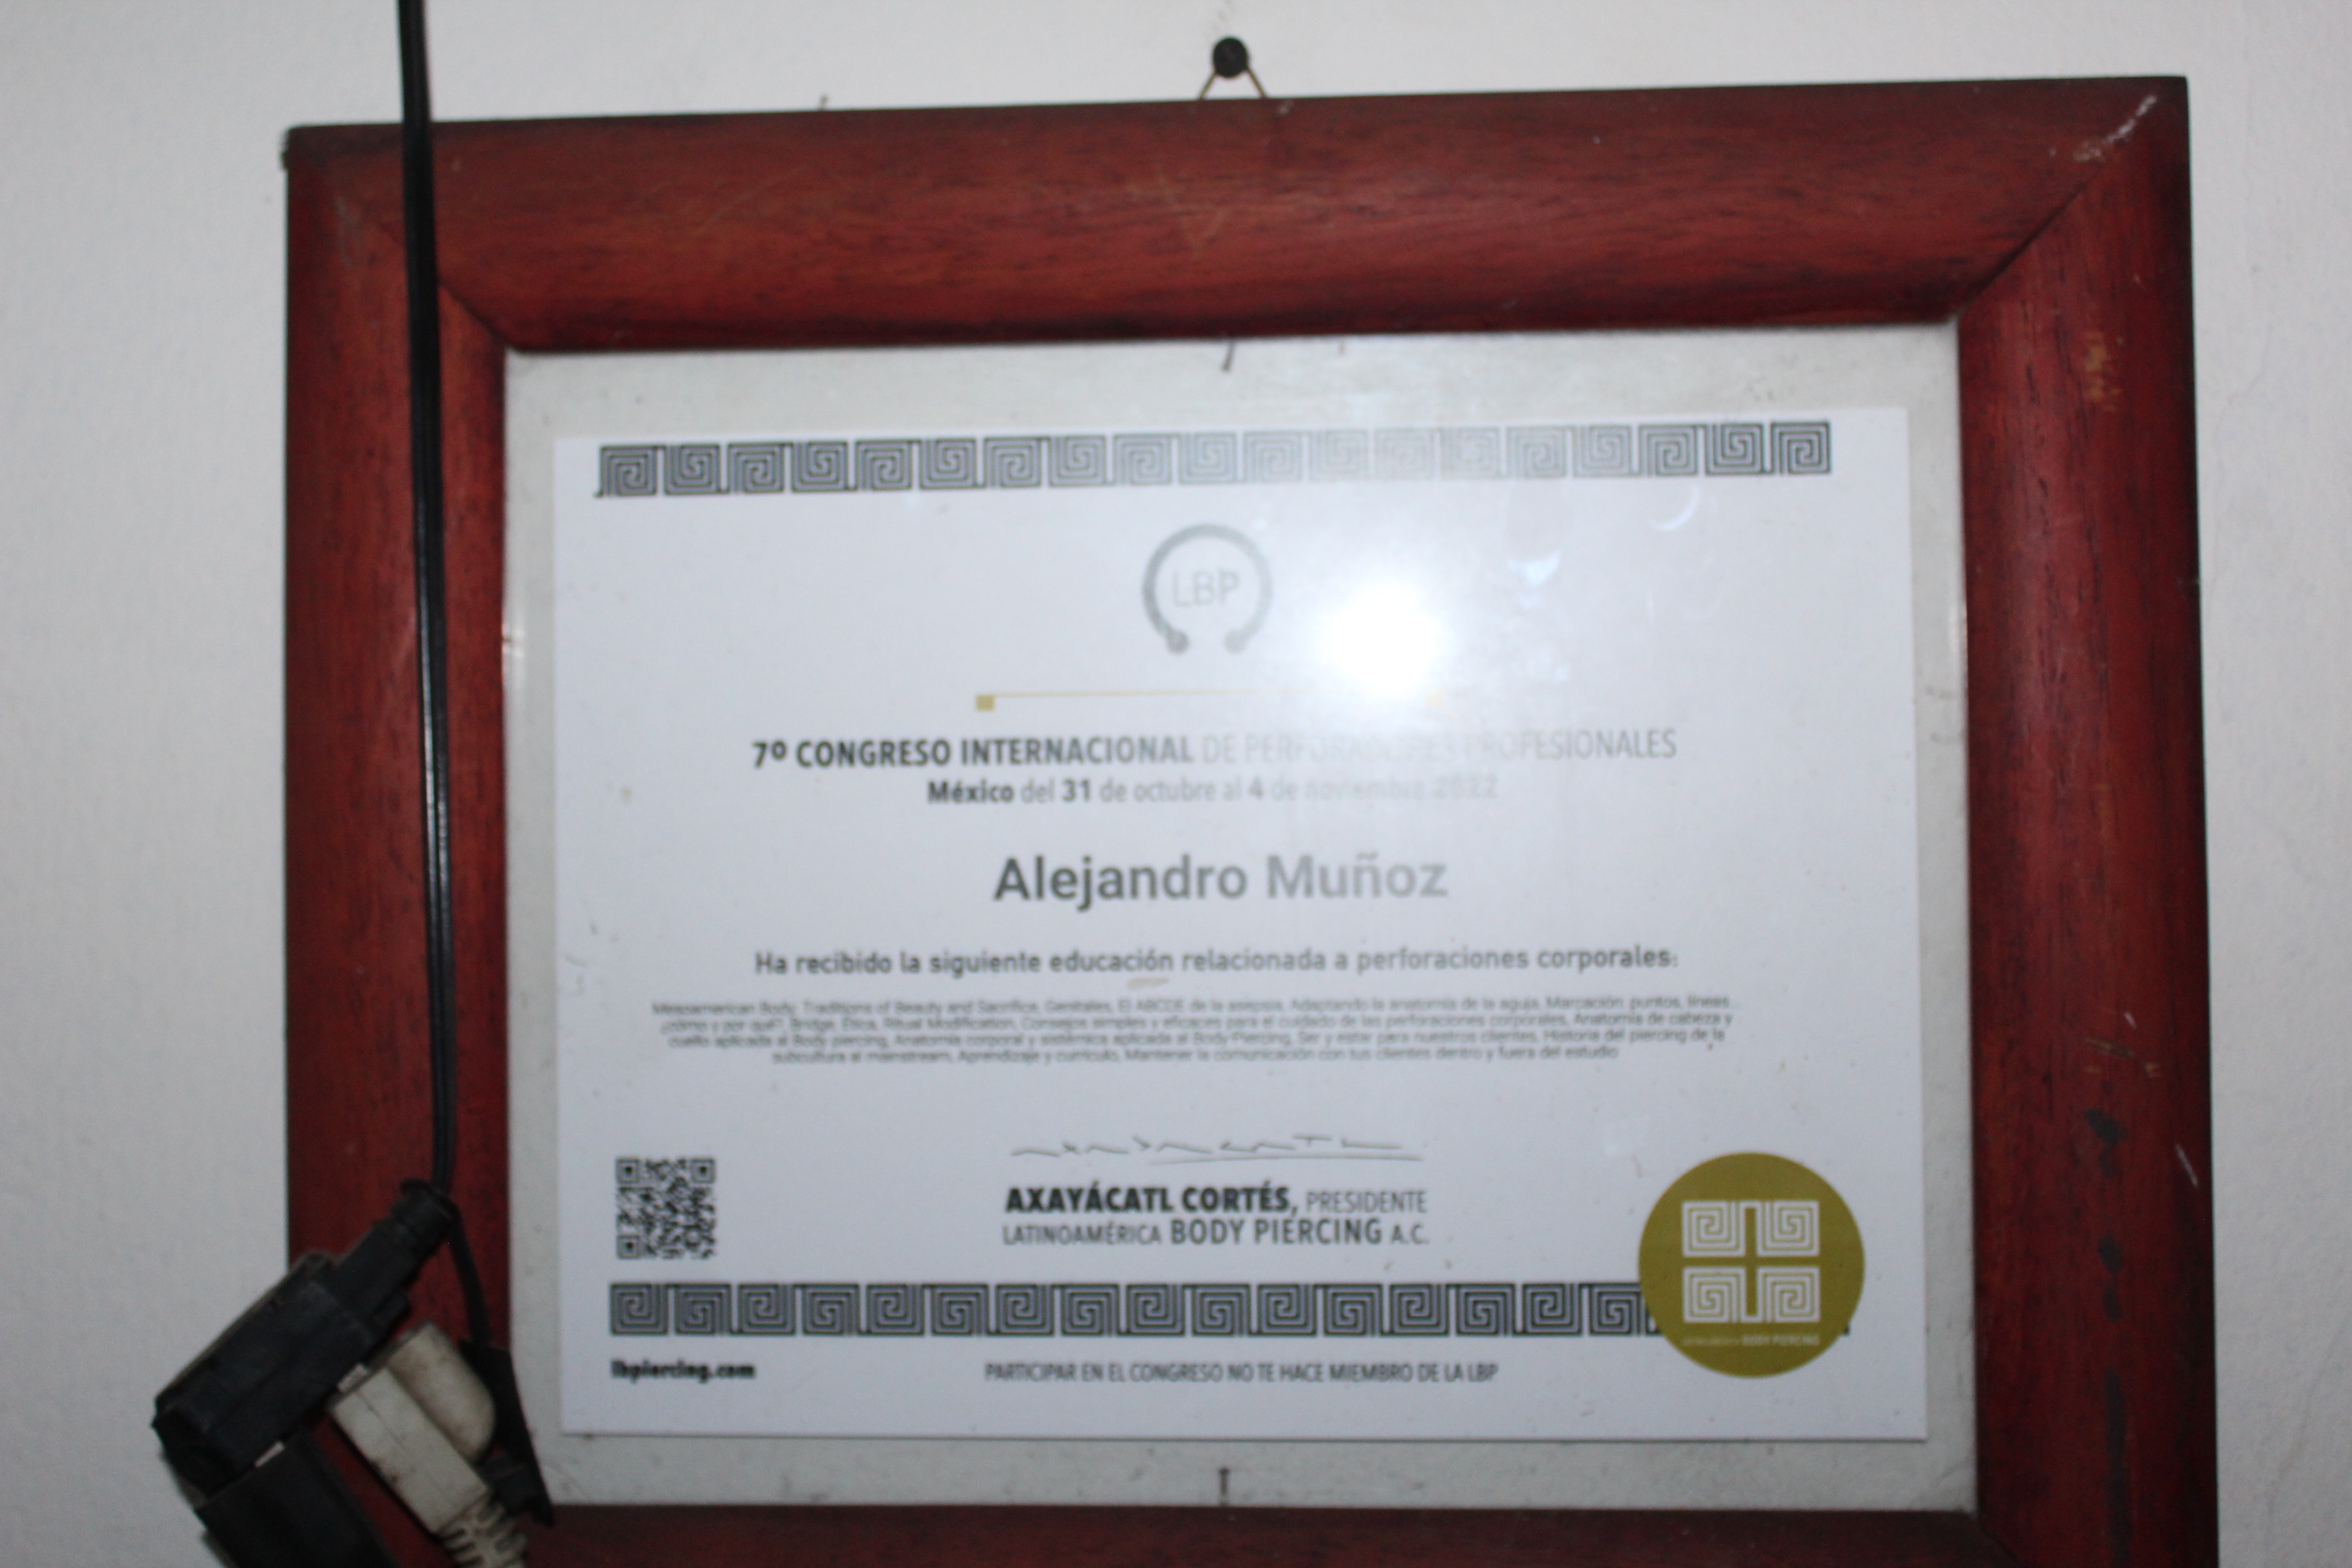 LBP
7º CONGRESO INTERNACIONAL DE PERFORADORES PROFESIONALES
México del 31 de octubre al 4 de noviembre 2022
Alejandro Muñoz
Ha recibido la siguiente educación relacionada a perforaciones corporales:
Mesoamerican Body: Traditions of Beauty and Sacrifice, Genitales, El ABCDE de la asepsia, Adaptando la anatomía de la aguja, Marcación: puntos, líneas
¿cómo y por qué?, Bridge, Ética, Ritual Modification, Consejos simples y eficaces para el cuidado de las perforaciones corporales, Anatomía de cabeza y
cuello aplicada al Body piercing, Anatomía corporal y sistémica aplicada al Body Piercing, Ser y estar para nuestros clientes, Historia del piercing de la
subcultura al mainstream, Aprendizaje y currículo, Mantener la comunicación con tus clientes dentro y fuera del estudio
AXAYÁCATL CORTÉS, PRESIDENTE
LATINOAMÉRICA BODY PIERCING A.C.
BODY PIERCING
lbpiercing.com
PARTICIPAR EN EL CONGRESO NO TE HACE MIEMBRO DE LA LBP